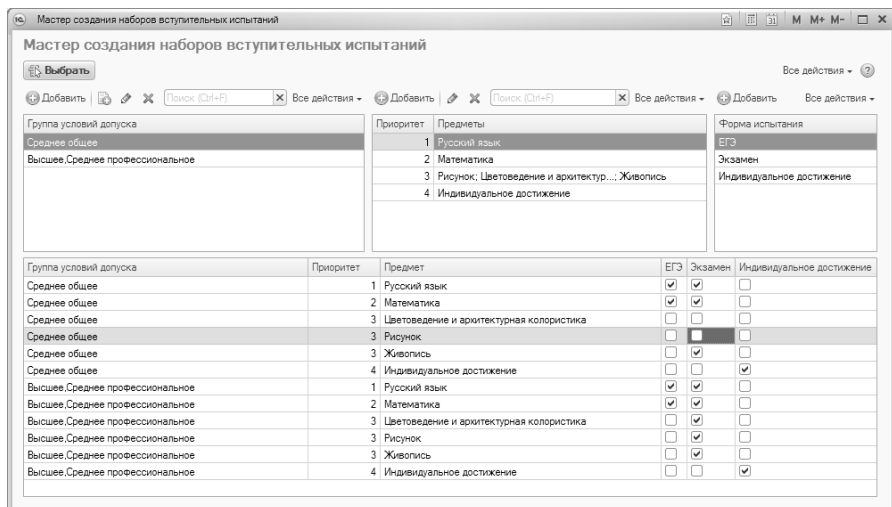 1С Мастер создания наборов вступительных испытаний 31 M M+ M-
Мастер создания наборов вступительных испытаний
Выбрать Все действия ?
Добавить Поиск (Ctrl+F) Все действия Добавить Поиск (Ctrl+F) Все действия Добавить Все действия
Группа условий допуска Приоритет Предметы Форма испытания
Среднее общее 1 Русский язык ЕГЭ
Высшее,Среднее профессиональное 2 Математика Экзамен
3 Рисунок; Цветоведение и архитектур...; Живопись Индивидуальное достижение
4 Индивидуальное достижение
Группа условий допуска Приоритет Предмет ЕГЭ Экзамен Индивидуальное достижение
Среднее общее 1 Русский язык
Среднее общее 2 Математика
Среднее общее 3 Цветоведение и архитектурная колористика
Среднее общее 3 Рисунок
Среднее общее 3 Живопись
Среднее общее 4 Индивидуальное достижение
Высшее,Среднее профессиональное 1 Русский язык
Высшее,Среднее профессиональное 2 Математика
Высшее,Среднее профессиональное 3 Цветоведение и архитектурная колористика
Высшее,Среднее профессиональное 3 Рисунок
Высшее,Среднее профессиональное 3 Живопись
Высшее,Среднее профессиональное 4 Индивидуальное достижение